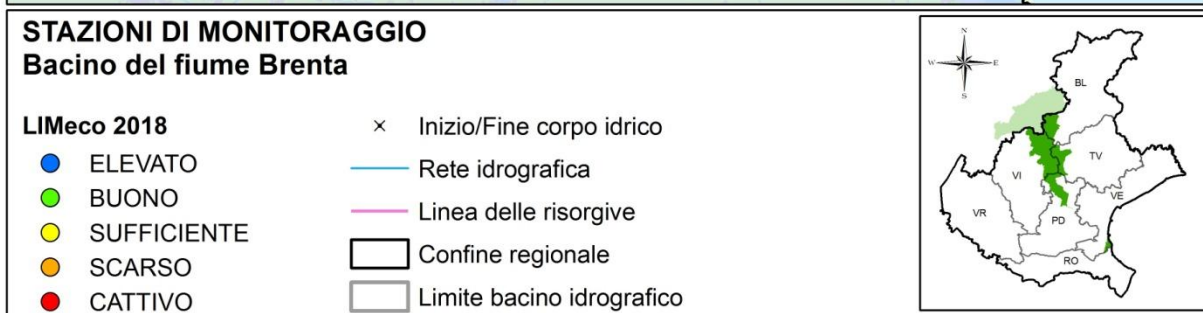 STAZIONI DI MONITORAGGIO
Bacino del fiume Brenta
LIMeco 2018
ELEVATO
BUONO
SUFFICIENTE
SCARSO
CATTIVO
Inizio/Fine corpo idrico
Rete idrografica
Linea delle risorgive
Confine regionale
Limite bacino idrografico
N
W
E
S
BL
TV
VI
VE
VR
PD
RO